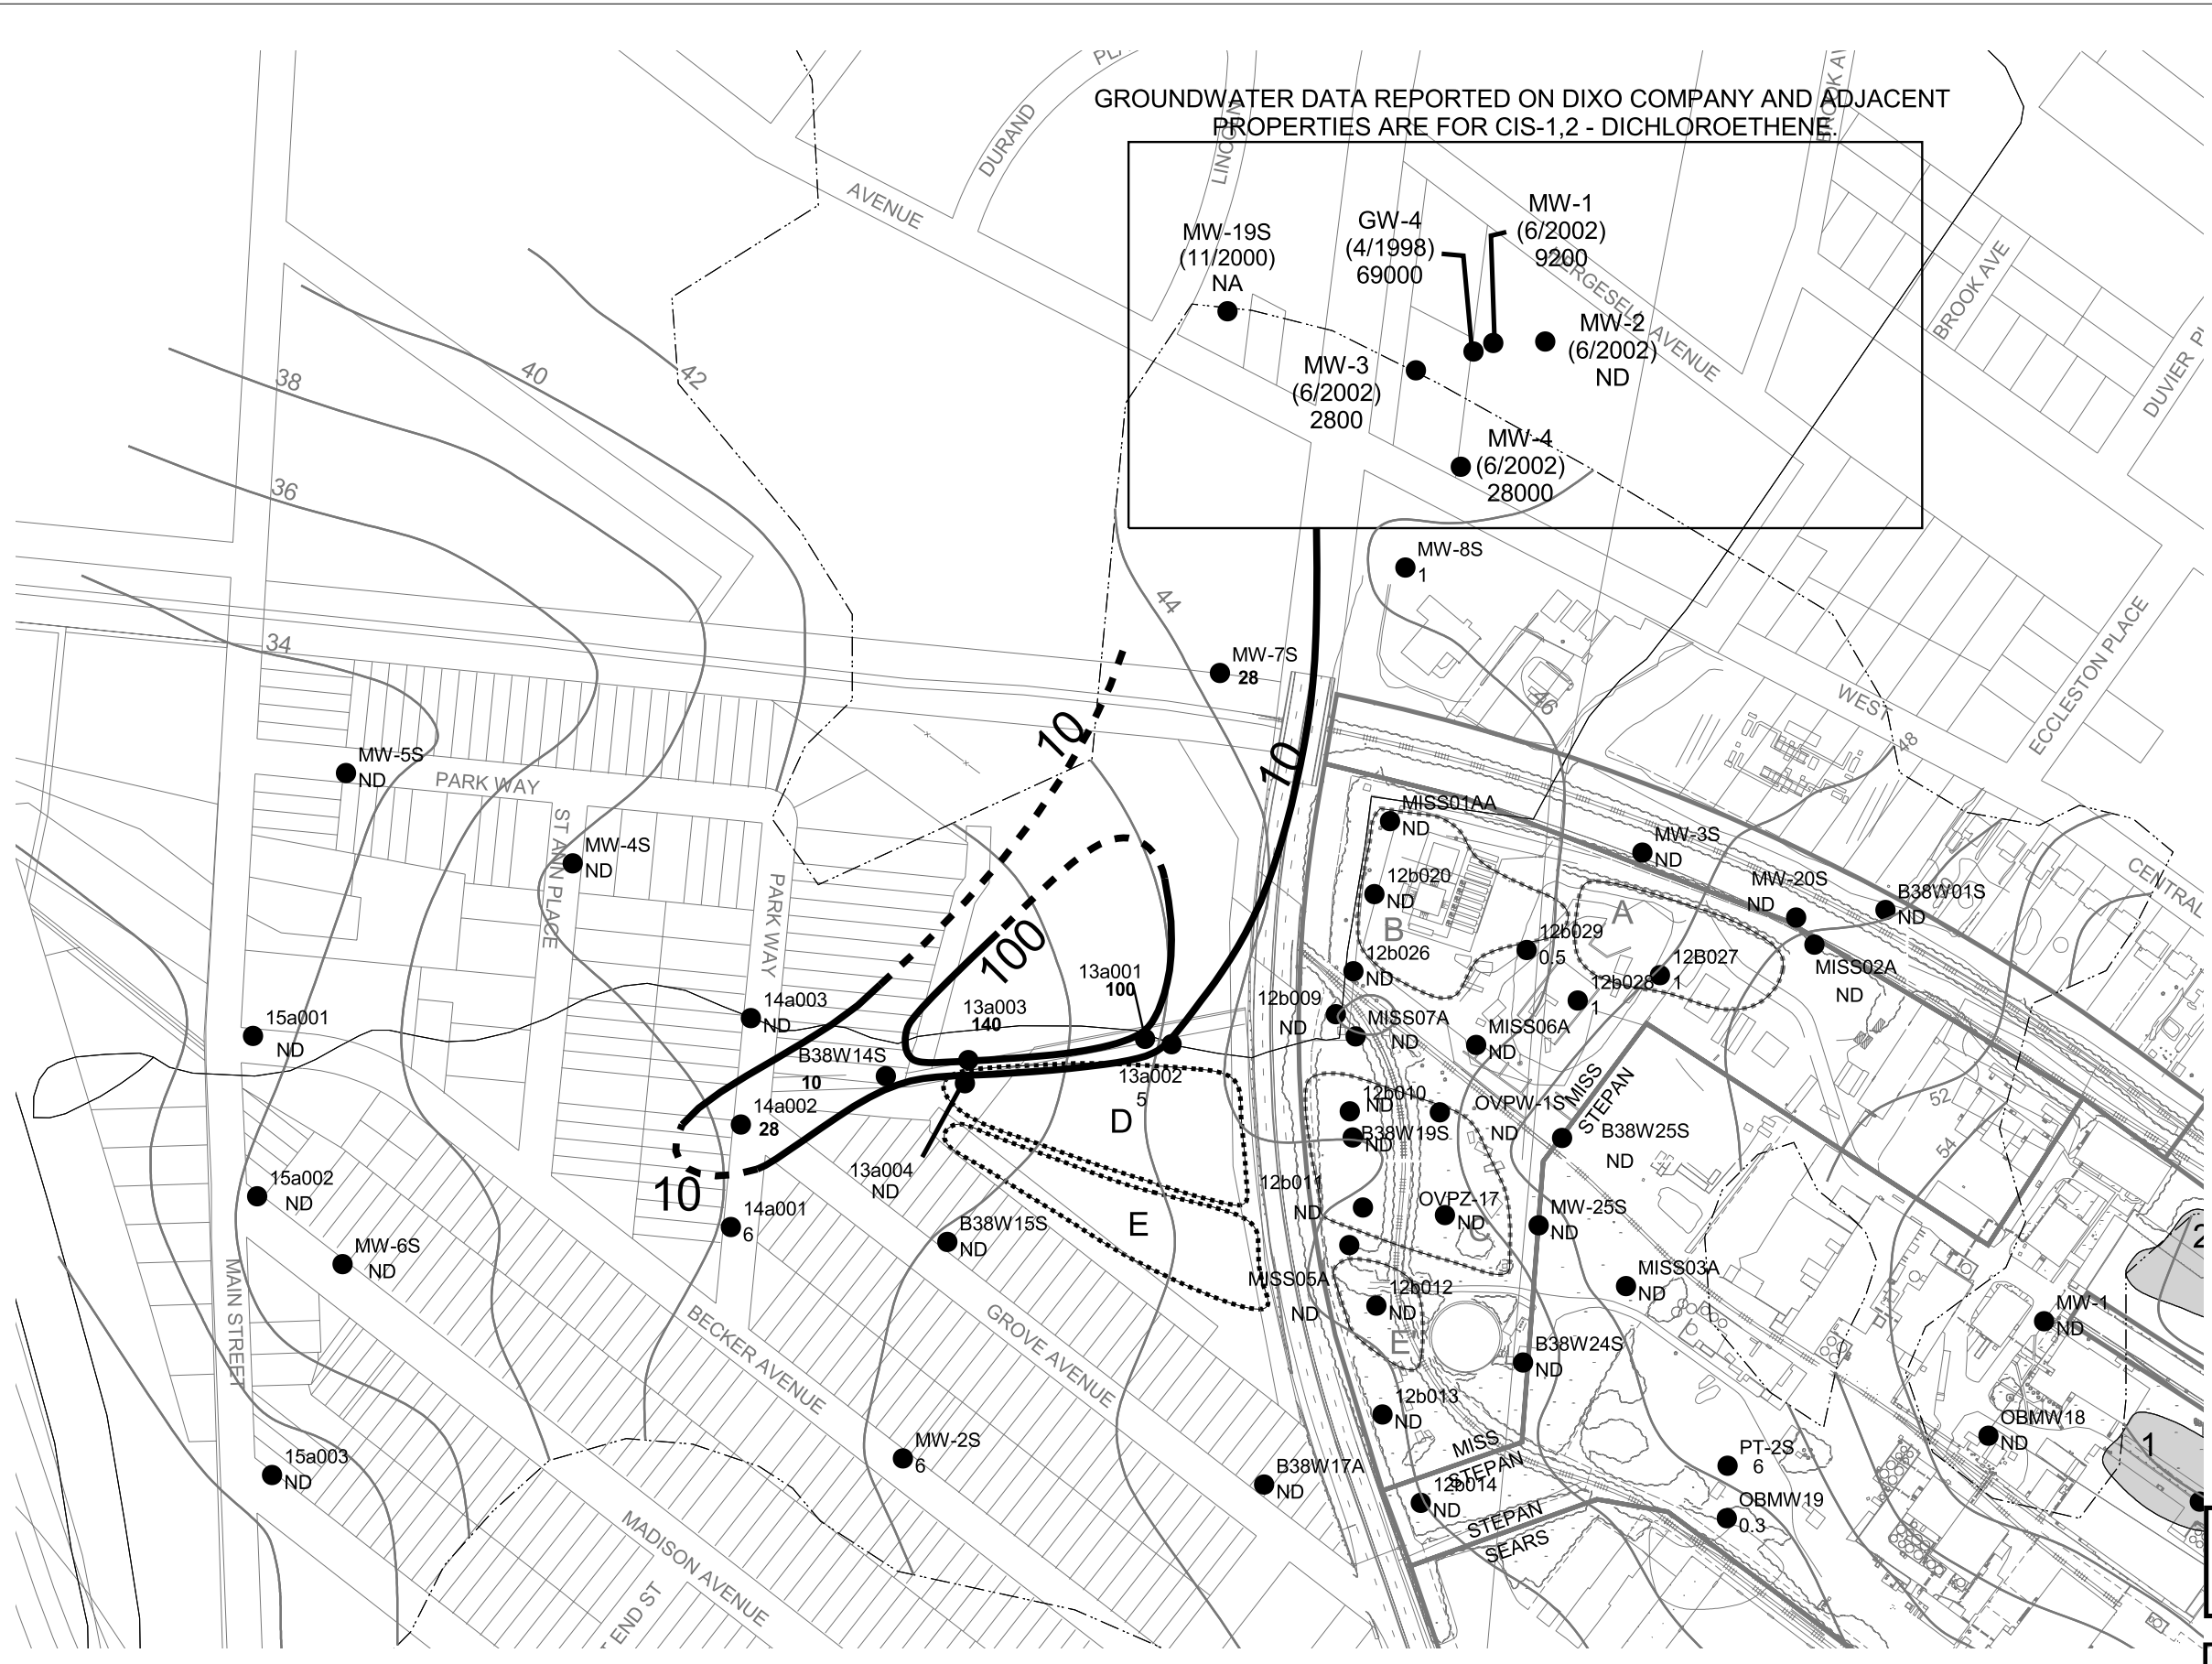 PL
GROUNDWATER DATA REPORTED ON DIXO COMPANY AND ADJACENT
PROPERTIES ARE FOR CIS-1,2 - DICHLOROETHENE.
DURAND
LINCOLN
BROOK AV
AVENUE
MW-19S
(11/2000)
NA
GW-4
(4/1998)
69000
MW-1
(6/2002)
9200
BROOK AVE
MW-2
(6/2002)
ND
MW-3
(6/2002)
2800
MW-4
(6/2002)
28000
AVENUE
DUVIER
38
40
42
36
34
44
46
48
52
54
MW-8S
1
MW-7S
28
10
10
WEST
ECCLESTON PLACE
CENTRAL
MW-5S
ND
PARK WAY
MW-4S
ND
ST ANN PLACE
PARK WAY
100
MISS01AA
ND
MW-3S
ND
12b020
ND
B
A
MW-20S
ND
B38W01S
ND
12b026
ND
12b029
0.5
12B027
1
12b028
1
MISS02A
ND
12b009
ND
MISS07A
ND
MISS06A
ND
13a001
100
13a003
140
13a002
5
14a003
ND
15a001
ND
B38W14S
10
14a002
28
D
13a004
ND
12b010
ND
OVPW-1S
ND
MISS
STEPAN
B38W19S
ND
B38W25S
ND
15a002
ND
10
14a001
6
B38W15S
ND
E
12b011
ND
OVPZ-17
ND
C
MW-25S
ND
MW-6S
ND
MISS05A
ND
12b012
ND
E
MISS03A
ND
MAIN STREET
BECKER AVENUE
GROVE AVENUE
B38W24S
ND
MW-1
ND
2
12b013
ND
OBMW18
ND
1
MW-2S
6
15a003
ND
B38W17A
ND
MISS
STEPAN
PT-2S
6
12b014
ND
STEPAN
SEARS
OBMW19
0.3
MADISON AVENUE
END ST